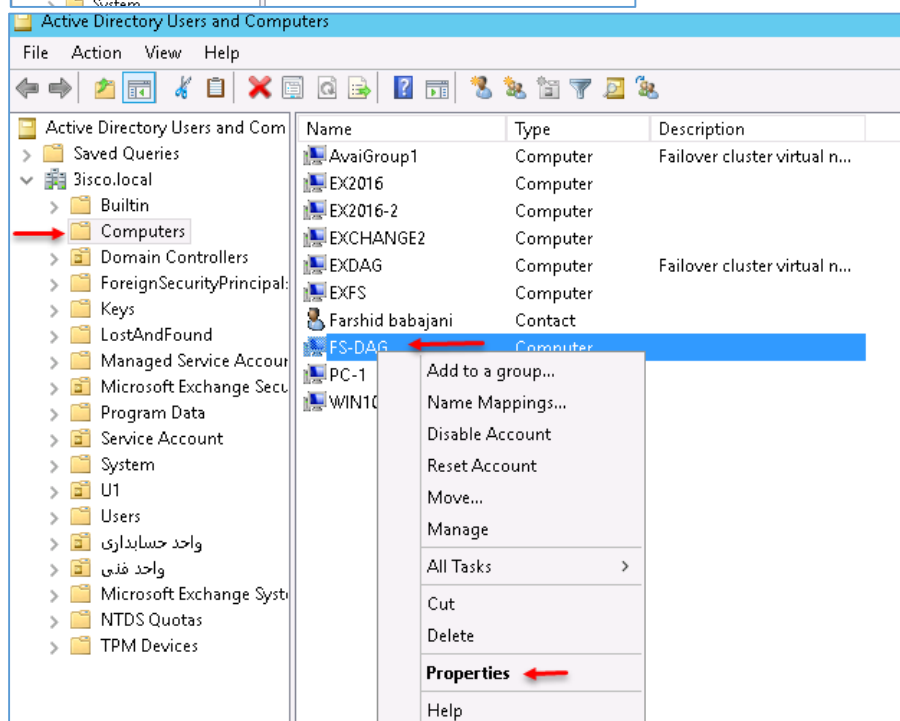 System
Active Directory Users and Computers
File Action View Help
Active Directory Users and Com
Saved Queries
3isco.local
Builtin
Computers
Domain Controllers
ForeignSecurityPrincipal:
Keys
LostAndFound
Managed Service Accour
Microsoft Exchange Secu
Program Data
Service Account
System
U1
Users
واحد حسابداری
واحد فنی
Microsoft Exchange Syst
NTDS Quotas
TPM Devices
Name Type Description
AvaiGroup1 Computer Failover cluster virtual n...
EX2016 Computer
EX2016-2 Computer
EXCHANGE2 Computer
EXDAG Computer Failover cluster virtual n...
EXFS Computer
Farshid babajani Contact
FS-DAG Computer
PC-1
WIN10
Add to a group...
Name Mappings...
Disable Account
Reset Account
Move...
Manage
All Tasks
Cut
Delete
Properties
Help